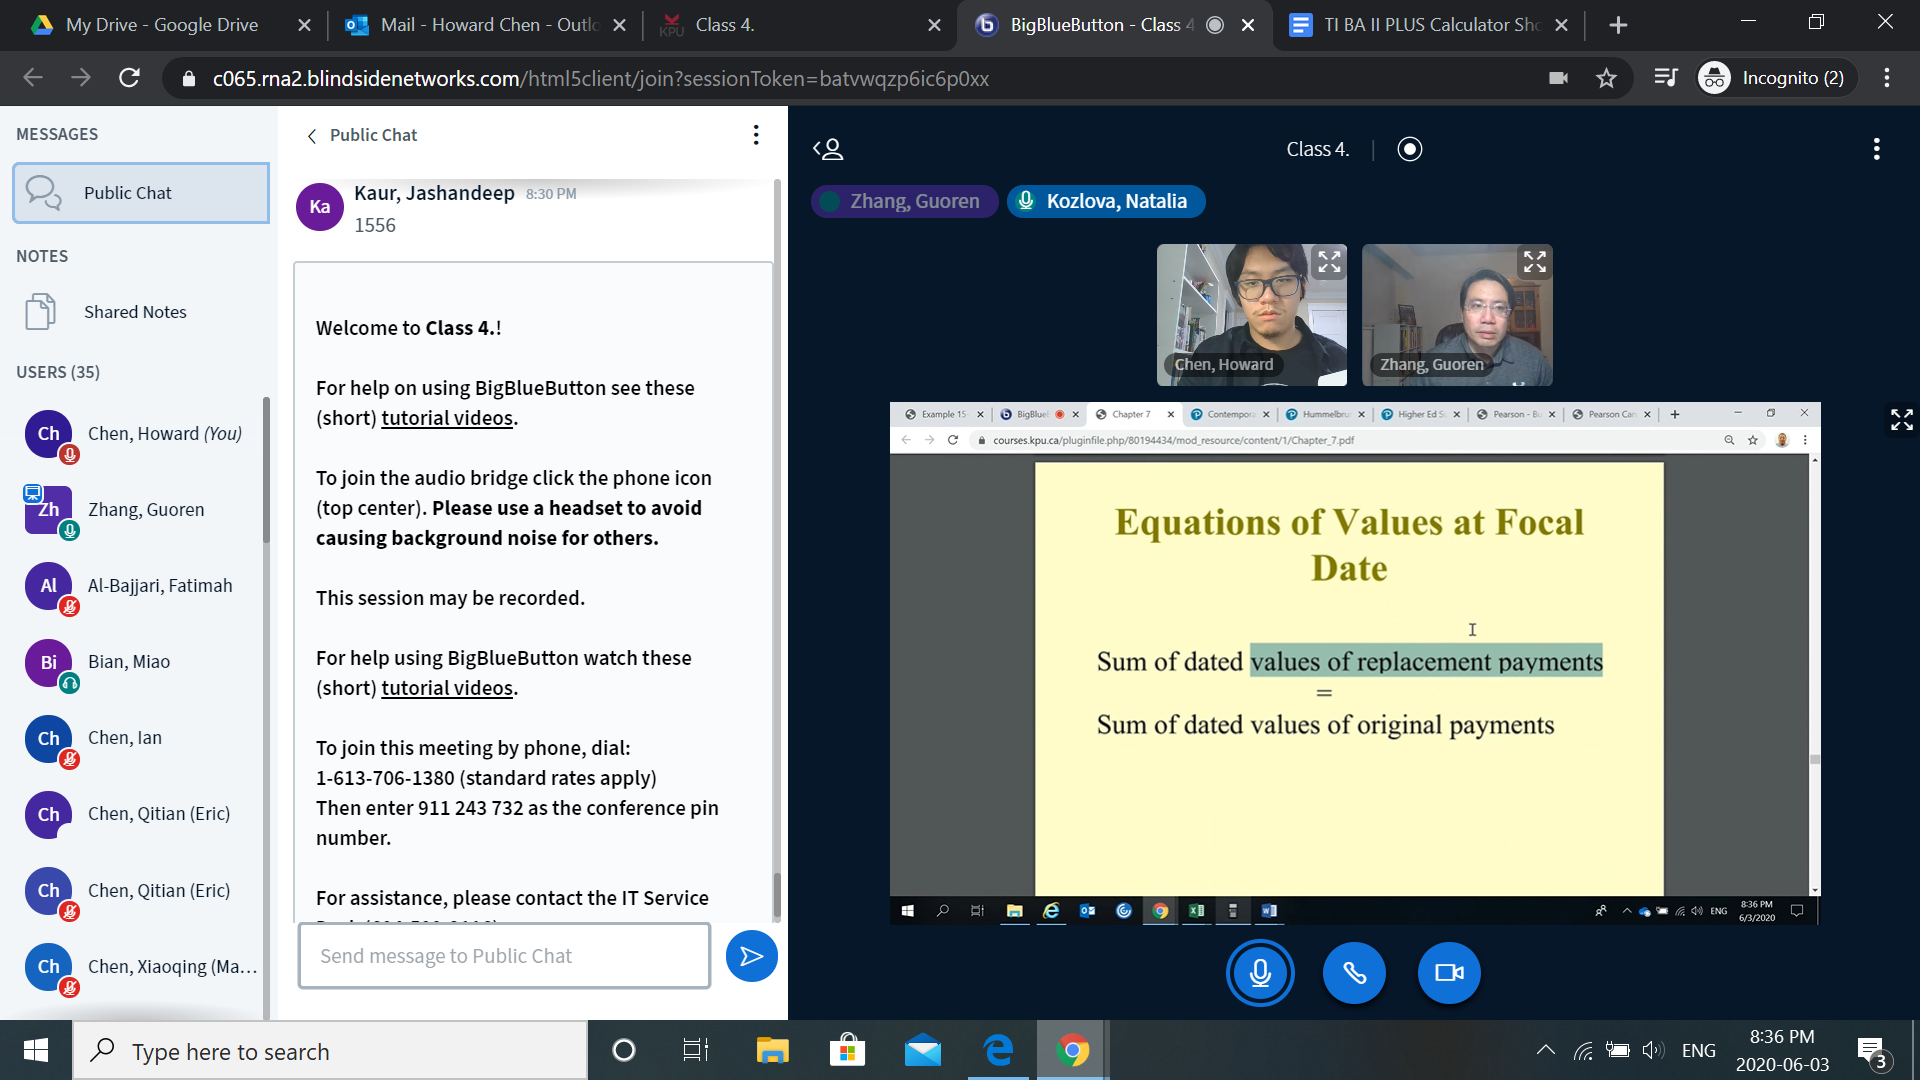 My Drive - Google Drive
Mail - Howard Chen - Outlo
KPU
Class 4.
BigBlueButton - Class 4
TI BA II PLUS Calculator Sho
c065.rna2.blindsidenetworks.com/html5client/join?sessionToken=batvwqzp6ic6p0xx
Incognito (2)
MESSAGES
Public Chat
NOTES
Shared Notes
USERS (35)
Ch
Chen, Howard (You)
Zh
Zhang, Guoren
Al
Al-Bajjari, Fatimah
Bi
Bian, Miao
Ch
Chen, Ian
Ch
Chen, Qitian (Eric)
Ch
Chen, Qitian (Eric)
Ch
Chen, Xiaoqing (Ma...
Public Chat
Ka
Kaur, Jashandeep 8:30 PM
1556
Welcome to Class 4.!
For help on using BigBlueButton see these
(short) tutorial videos.
To join the audio bridge click the phone icon
(top center). Please use a headset to avoid
causing background noise for others.
This session may be recorded.
For help using BigBlueButton watch these
(short) tutorial videos.
To join this meeting by phone, dial:
1-613-706-1380 (standard rates apply)
Then enter 911 243 732 as the conference pin
number.
For assistance, please contact the IT Service
Send message to Public Chat
Class 4.
Zhang, Guoren
Kozlova, Natalia
Chen, Howard
Zhang, Guoren
Example 15-
BigBlueB
Chapter 7
Contempora
Hummelbru
Higher Ed S
Pearson - Bu
Pearson Can
courses.kpu.ca/pluginfile.php/80194434/mod_resource/content/1/Chapter_7.pdf
Equations of Values at Focal
Date
Sum of dated values of replacement payments
=
Sum of dated values of original payments
ENG
8:36 PM
6/3/2020
Type here to search
ENG
8:36 PM
2020-06-03
3